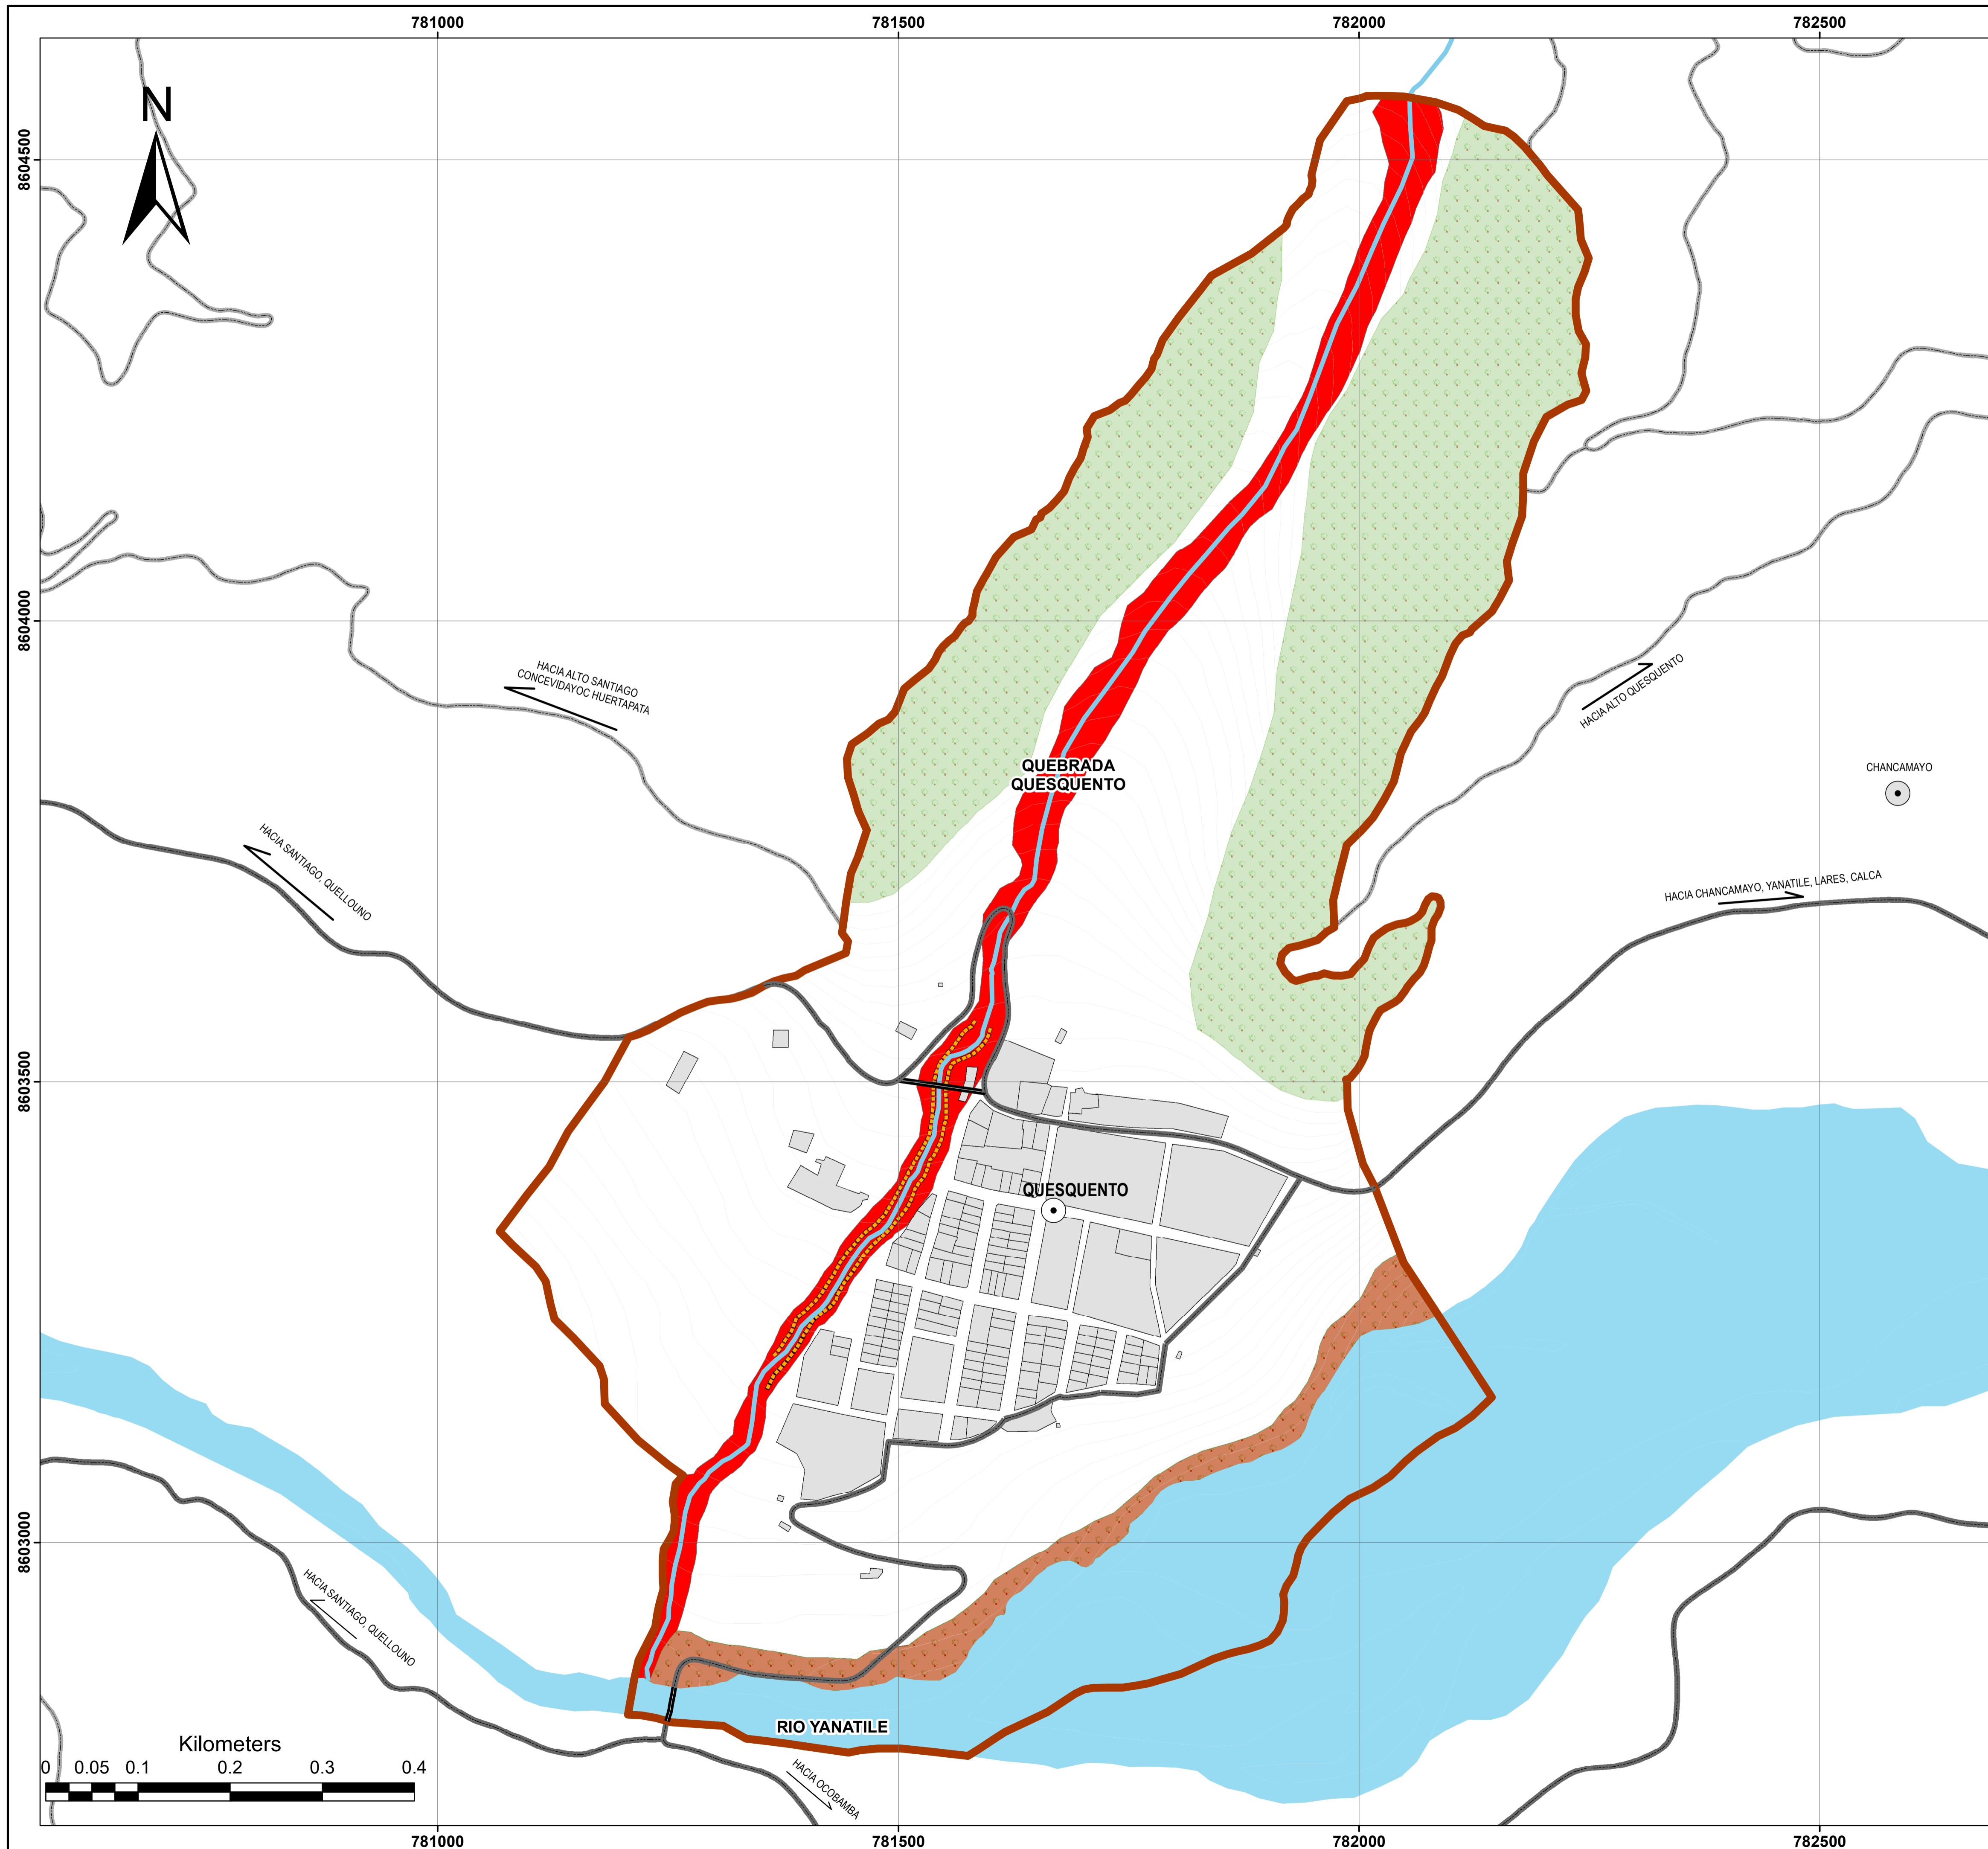 781000
781500
782000
782500
N
8604500
8604000
8603500
8603000
HACIA ALTO SANTIAGO
CONCEVIDAYOC HUERTAPATA
HACIA ALTO QUESQUENTO
QUEBRADA
QUESQUENTO
CHANCAMAYO
HACIA SANTIAGO, QUELLOUNO
HACIA CHANCAMAYO, YANATILE, LARES, CALCA
QUESQUENTO
HACIA SANTIAGO, QUELLOUNO
RIO YANATILE
HACIA OCOBAMBA
Kilometers
0 0.05 0.1 0.2 0.3 0.4
781000
781500
782000
782500